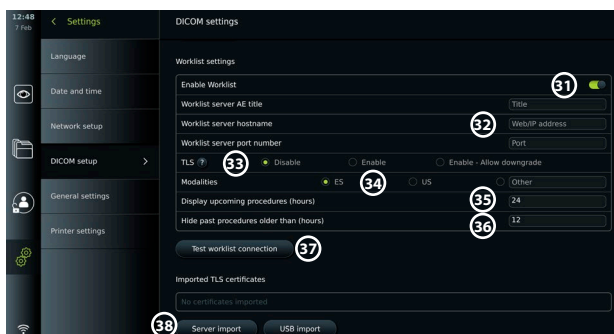 12:48
7 Feb
Settings
DICOM settings
Language
Date and time
Network setup
DICOM setup
General settings
Printer settings
Worklist settings
Enable Worklist 31
Worklist server AE title Title
Worklist server hostname 32 Web/IP address
Worklist server port number Port
TLS ? 33 Disable Enable Enable - Allow downgrade
Modalities ES 34 US Other
Display upcoming procedures (hours) 35 24
Hide past procedures older than (hours) 36 12
Test worklist connection 37
Imported TLS certificates
No certificates imported
38 Server import USB import